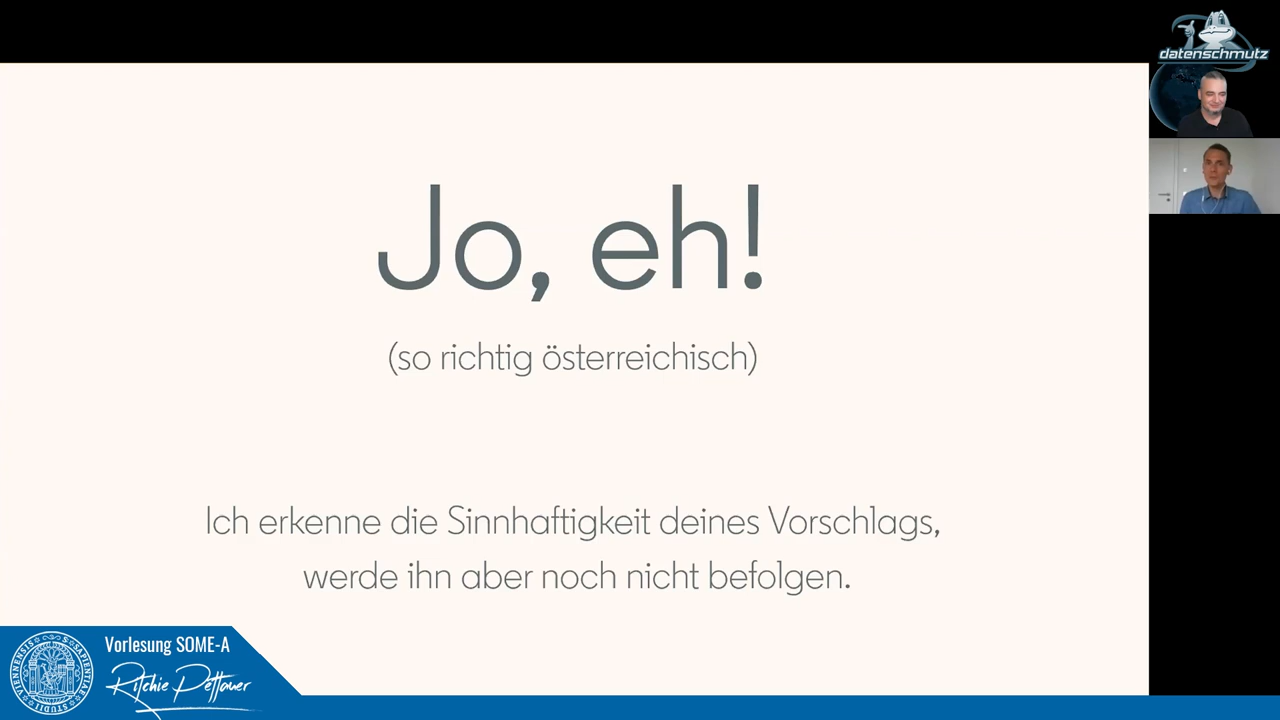 datenschmutz
Jo, eh!
(so richtig österreichisch)
Ich erkenne die Sinnhaftigkeit deines Vorschlags,
werde ihn aber noch nicht befolgen.
Vorlesung SOME-A
Ritchie Pettauer